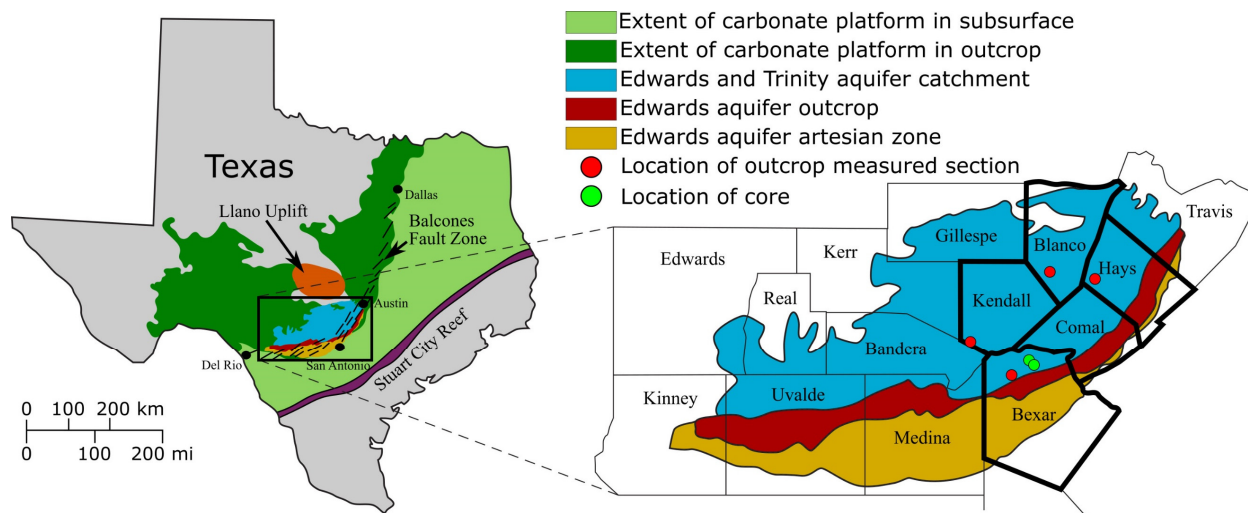 Texas
Llano Uplift
Dallas
Balcones
Fault Zone
Austin
San Antonio
Del Rio
Stuart City Reef
0 100 200 km
0 100 200 mi
Extent of carbonate platform in subsurface
Extent of carbonate platform in outcrop
Edwards and Trinity aquifer catchment
Edwards aquifer outcrop
Edwards aquifer artesian zone
Location of outcrop measured section
Location of core
Travis
Gillespe
Blanco
Edwards
Kerr
Hays
Real
Kendall
Comal
Bandera
Kinney
Uvalde
Medina
Bexar